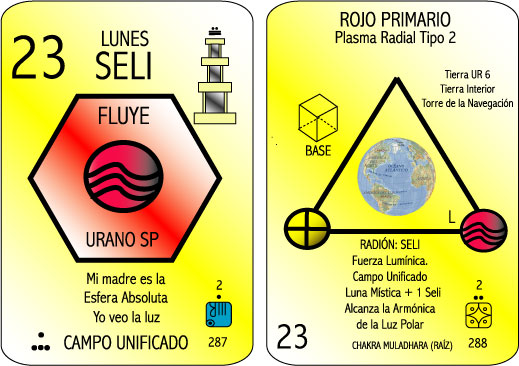 23
LUNES
SELI
FLUYE
URANO SP
Mi madre es la
Esfera Absoluta
Yo veo la luz
2
CAMPO UNIFICADO
287
ROJO PRIMARIO
Plasma Radial Tipo 2
Tierra UR 6
Tierra Interior
Torre de la Navegación
BASE
OCÉANO
ATLÁNTICO
L
RADIÓN: SELI
Fuerza Lumínica.
Campo Unificado
Luna Mística + 1 Seli
Alcanza la Armónica
de la Luz Polar
2
23
CHAKRA MULADHARA (RAÍZ)
288